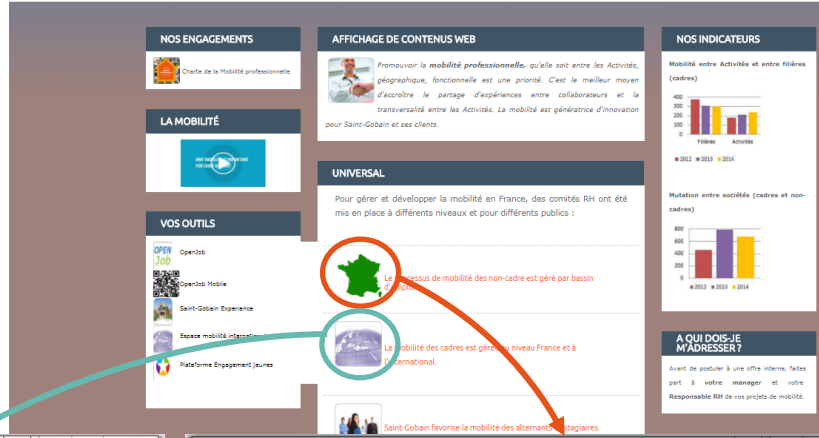 NOS ENGAGEMENTS
Charte de la Mobilité professionnelle
LA MOBILITÉ
VOS OUTILS
OPEN
Job
OpenJob
OpenJob Mobile
Saint-Gobain Experience
Espace mobilité
Plateforme Engagement jeunes
AFFICHAGE DE CONTENUS WEB
Promouvoir la mobilité professionnelle, qu'elle soit entre les Activités,
géographique, fonctionnelle est une priorité. C'est le meilleur moyen
d'accroître le partage d'expériences entre collaborateurs et la
transversalité entre les Activités. La mobilité est génératrice d'innovation
pour Saint-Gobain et ses clients.
UNIVERSAL
Pour gérer et développer la mobilité en France, des comités RH ont été
mis en place à différents niveaux et pour différents publics :
Le processus de mobilité des non-cadre est géré par bassin
La mobilité des cadres est gérée au niveau France et à
l'international.
Saint-Gobain favorise la mobilité des alternants stagiaires.
NOS INDICATEURS
Mobilité entre Activités et entre filières
(cadres)
400
300
200
100
0
Filières Activités
2012 2013 2014
Mutation entre sociétés (cadres et non-
cadres)
800
600
400
200
0
2012 2013 2014
A QUI DOIS-JE
M'ADRESSER ?
Avant de postuler à une offre interne, faites
part à votre manager et votre
Responsable RH de vos projets de mobilité.